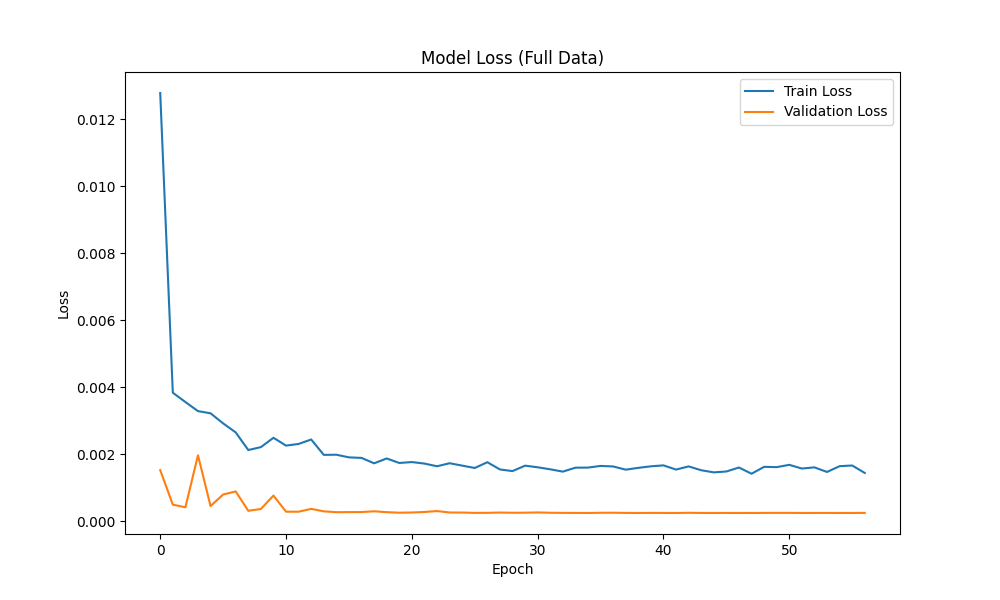 Model Loss (Full Data)
Train Loss
Validation Loss
0.012
0.010
0.008
0.006
0.004
0.002
0.000
Loss
0 10 20 30 40 50
Epoch